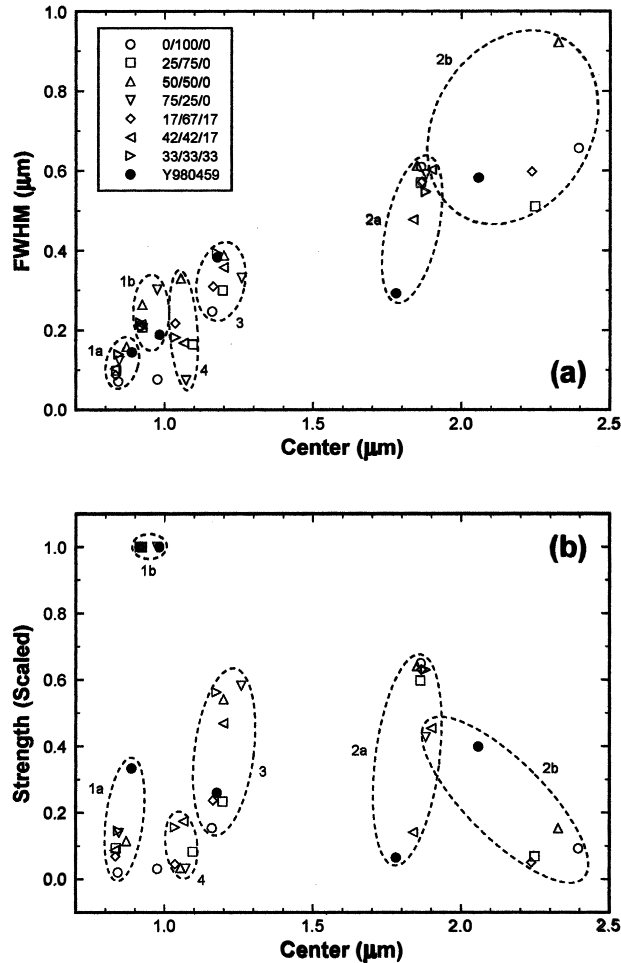 1.0
0.8
0.6
0.4
0.2
0.0
FWHM (μm)
0/100/0
25/75/0
50/50/0
75/25/0
17/67/17
42/42/17
33/33/33
Y980459
2b
2a
1b
1a
3
4
(a)
1.0
1.5
2.0
2.5
Center (μm)
1.0
0.8
0.6
0.4
0.2
0.0
Strength (Scaled)
(b)
1b
2a
2b
1a
3
4
1.0
1.5
2.0
2.5
Center (μm)